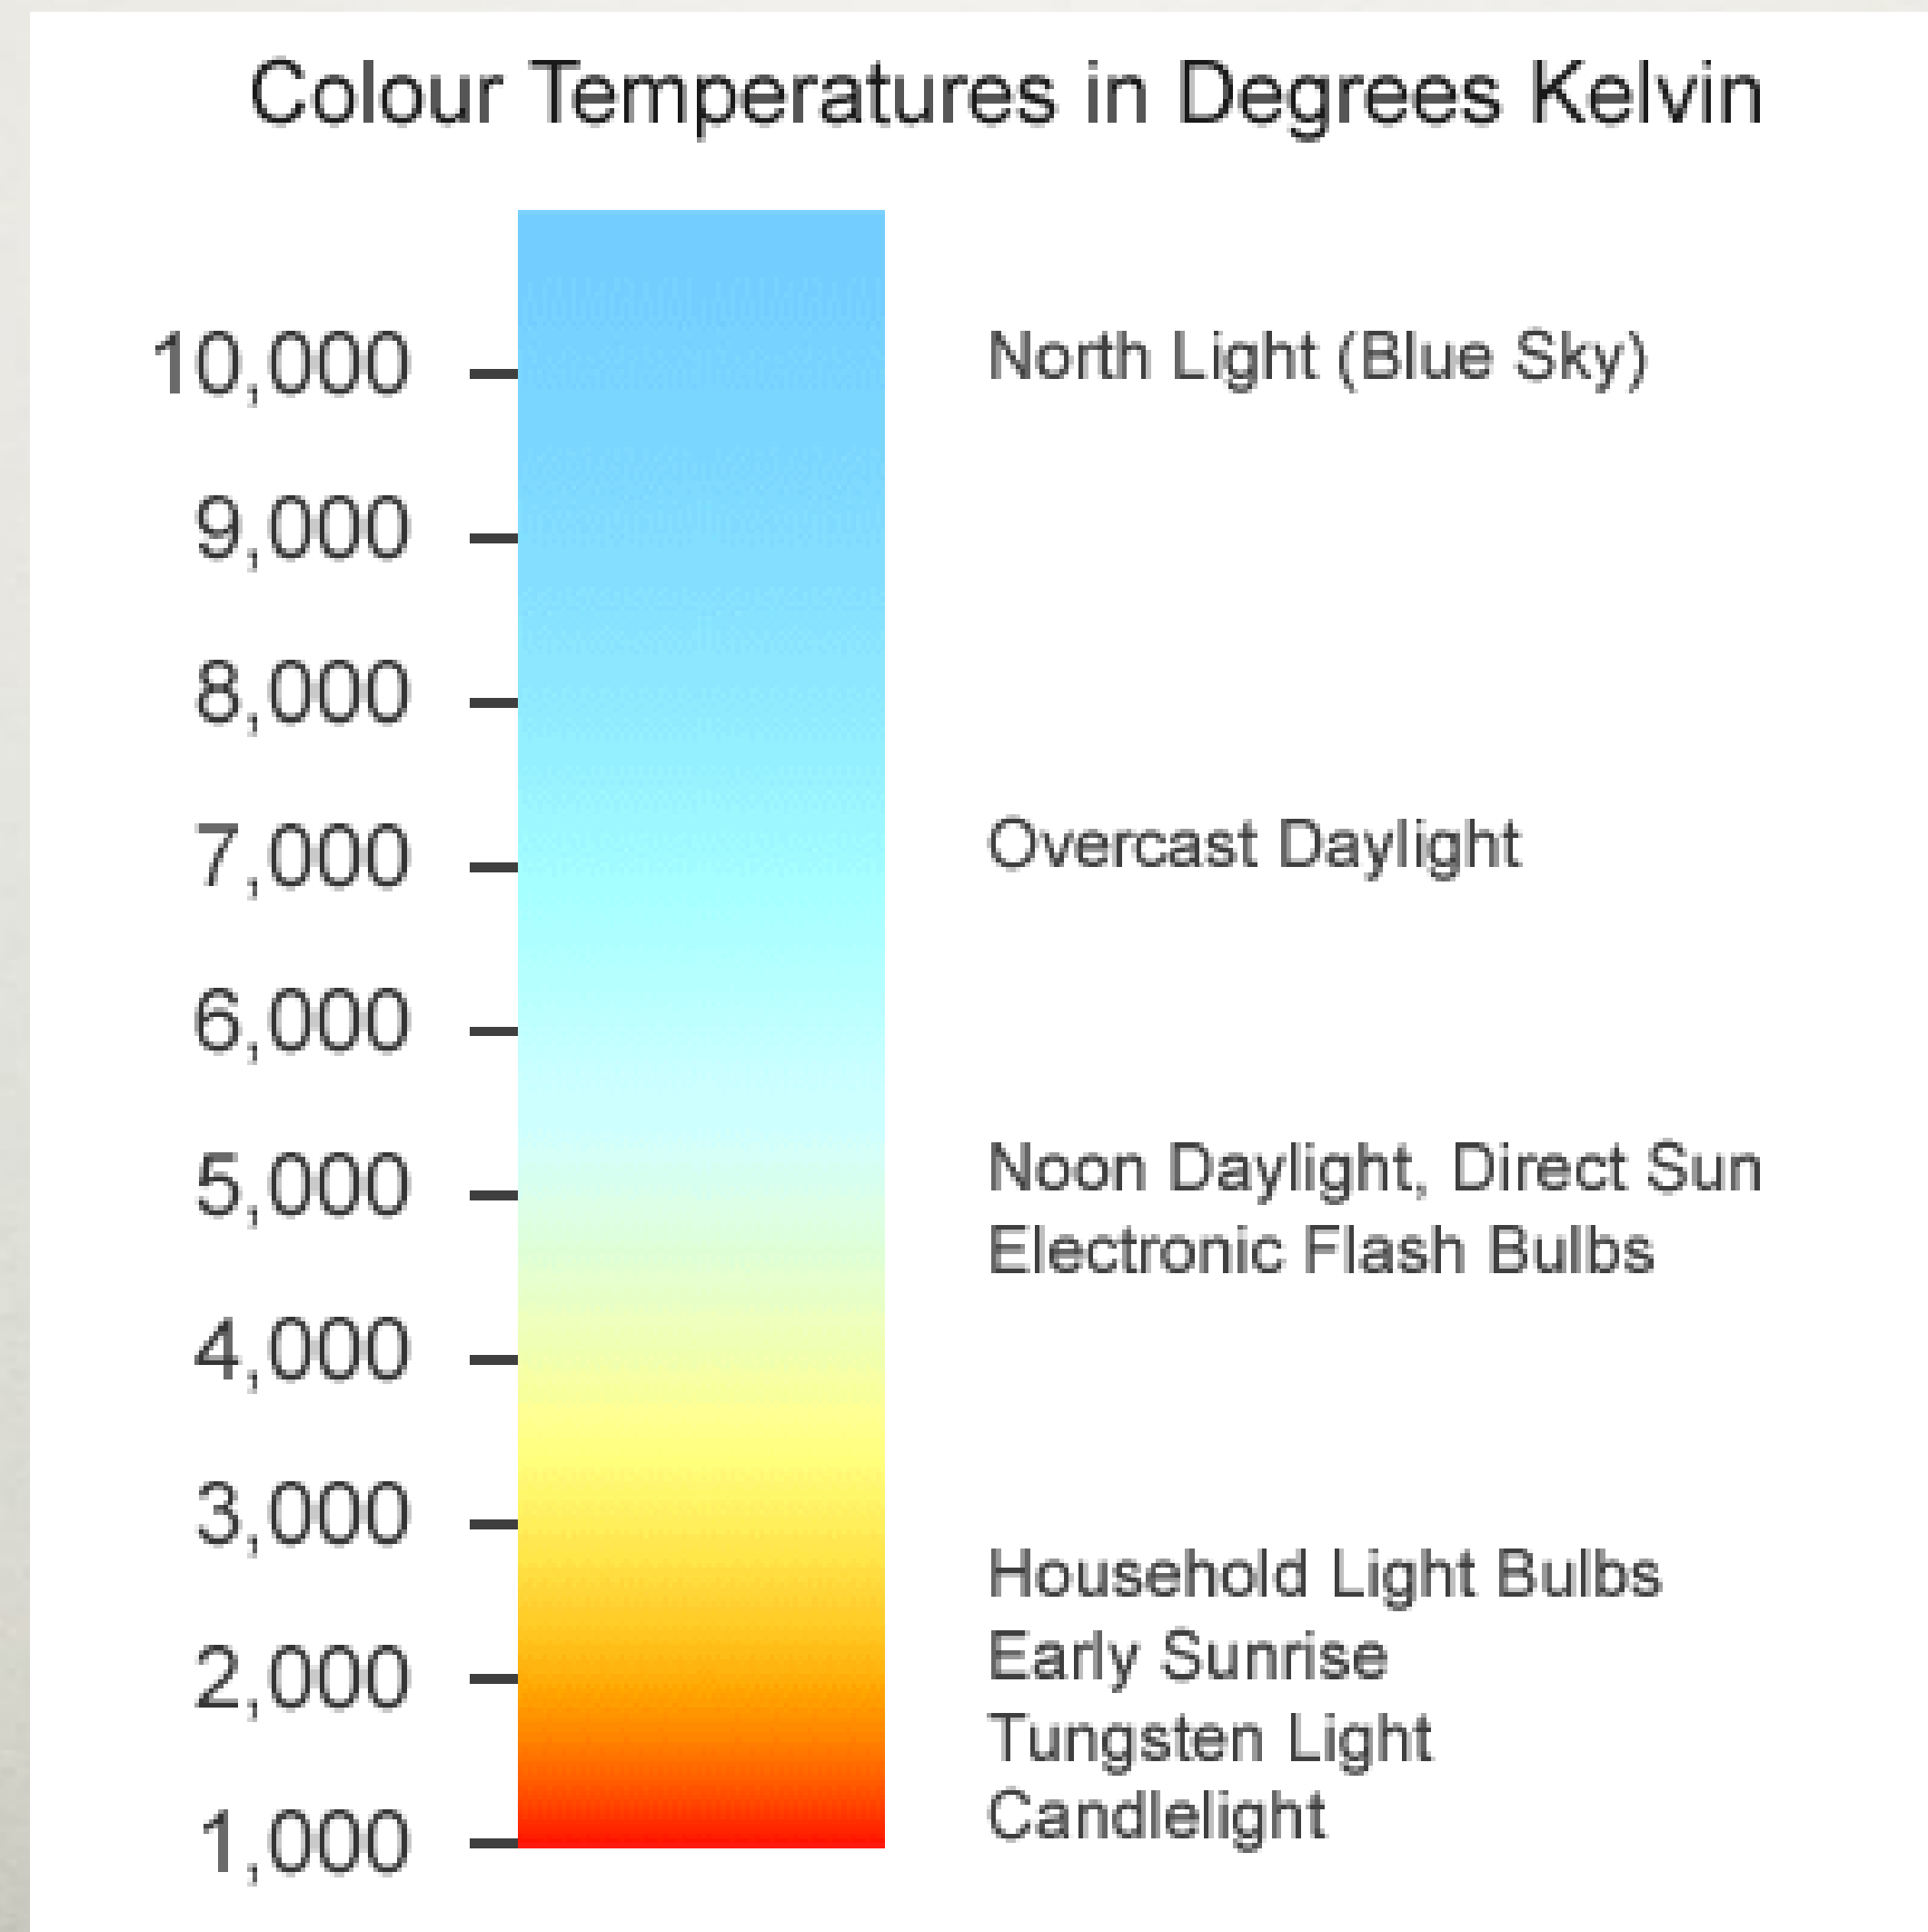 Colour Temperatures in Degrees Kelvin
10,000 North Light (Blue Sky)
9,000
8,000
7,000 Overcast Daylight
6,000
5,000 Noon Daylight, Direct Sun
Electronic Flash Bulbs
4,000
3,000
Household Light Bulbs
2,000 Early Sunrise
Tungsten Light
1,000 Candlelight